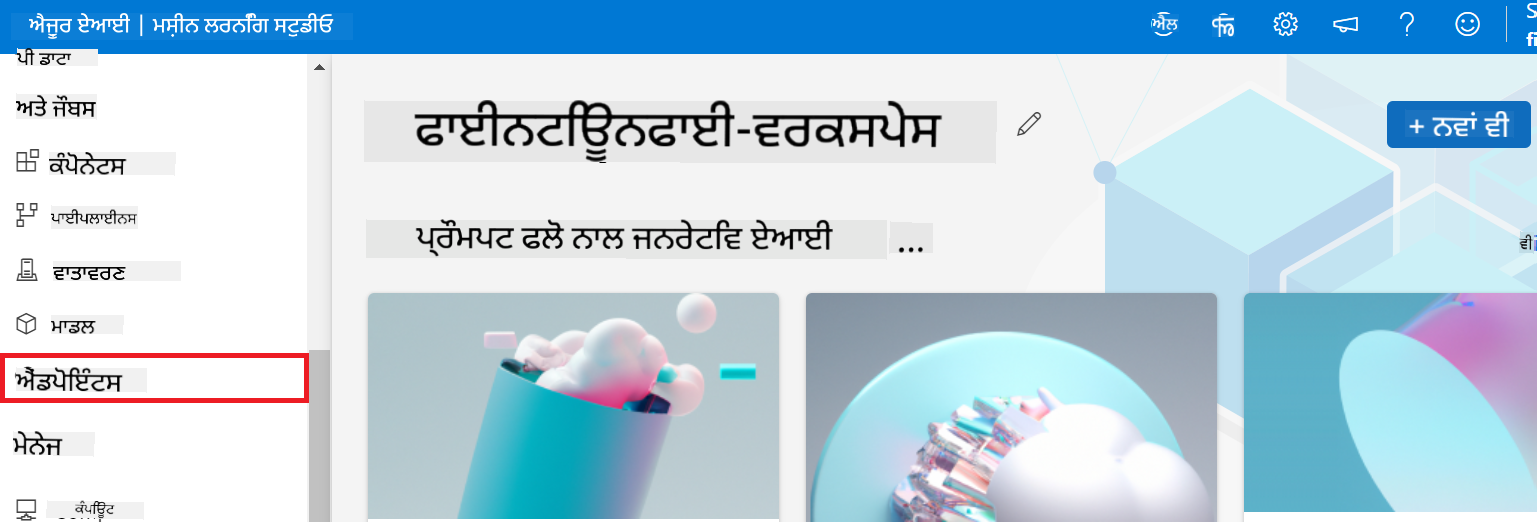 ਐਜ਼ੂਰ ਏਆਈ | ਮਸ਼ੀਨ ਲਰਨਿੰਗ ਸਟੂਡੀਓ
ਪੀ ਡਾਟਾ
ਅਤੇ ਜੌਬਸ
ਕੰਪੋਨੇਟਸ
ਪਾਈਪਲਾਈਨਸ
ਵਾਤਾਵਰਣ
ਮਾਡਲ
ਐਂਡਪੋਇੰਟਸ
ਮੇਨੇਜ
ਕੰਪਿਊਟ
ਫਾਈਨਟਿਊਨਫਾਈ-ਵਰਕਸਪੇਸ
+ ਨਵਾਂ ਵੀ
ਪ੍ਰੌਮਪਟ ਫਲੋ ਨਾਲ ਜਨਰੇਟਿਵ ਏਆਈ ...
ਵੀ